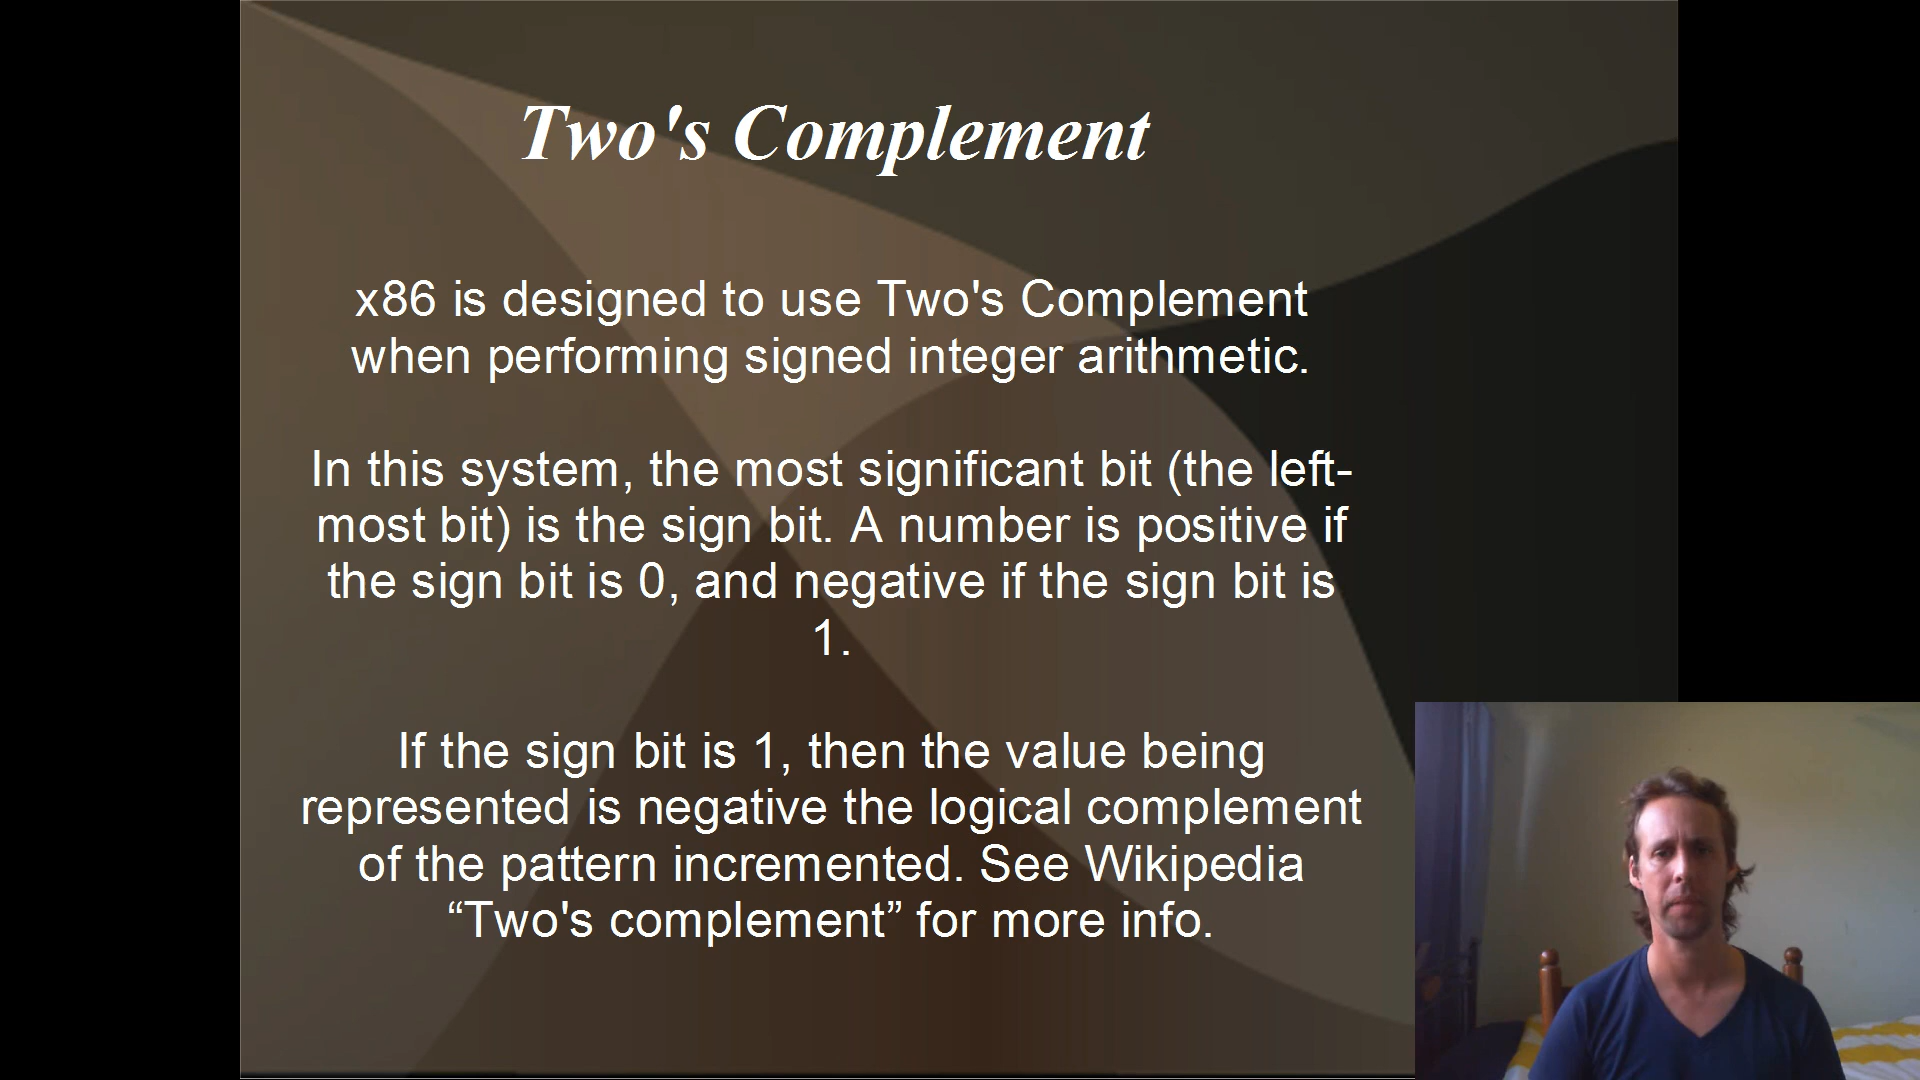 Two's Complement
x86 is designed to use Two's Complement
when performing signed integer arithmetic.
In this system, the most significant bit (the left-
most bit) is the sign bit. A number is positive if
the sign bit is 0, and negative if the sign bit is
1.
If the sign bit is 1, then the value being
represented is negative the logical complement
of the pattern incremented. See Wikipedia
“Two's complement” for more info.